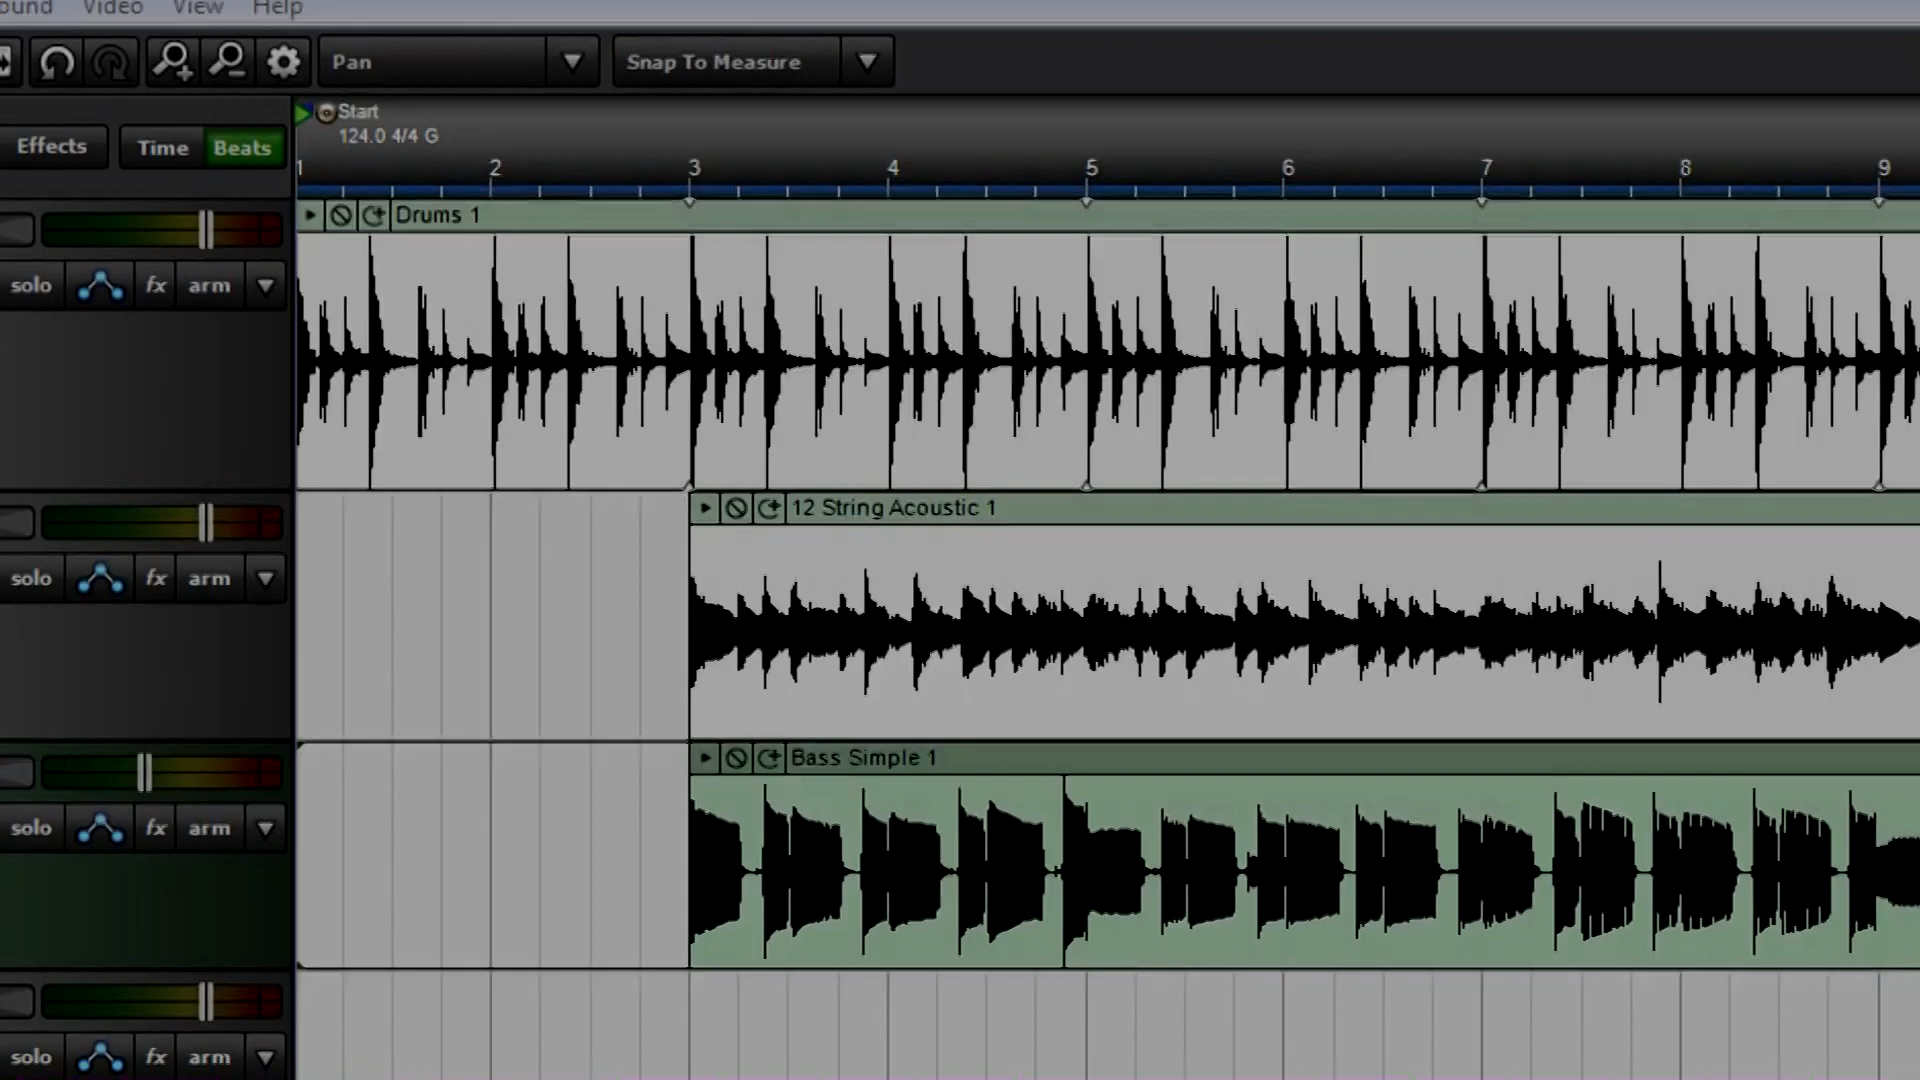 Video View Help
Pan Snap To Measure
Start
124.0 4/4 G
Effects Time Beats
1 2 3 4 5 6 7 8 9
Drums 1
solo fx arm
12 String Acoustic 1
solo fx arm
Bass Simple 1
solo fx arm
solo fx arm